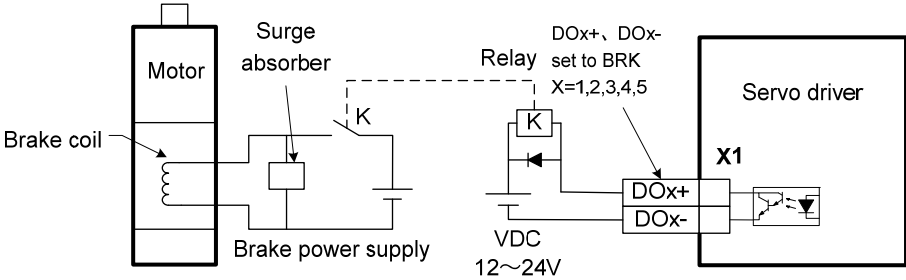 Surge
absorber
Motor
Brake coil
K
Brake power supply
Relay
K
VDC
12～24V
DOx+、DOx-
set to BRK
X=1,2,3,4,5
Servo driver
X1
DOx+
DOx-